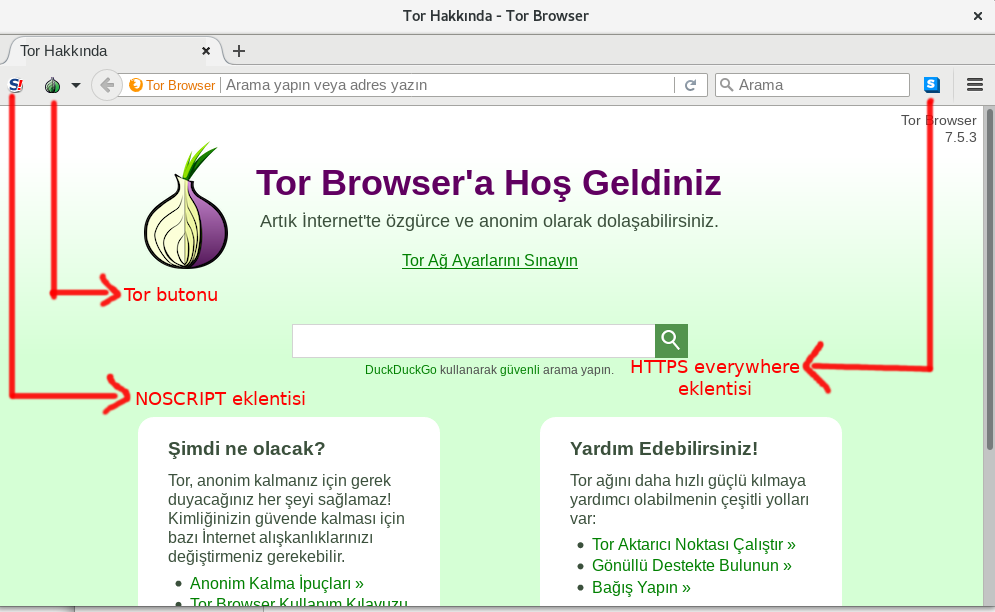 Tor Hakkında - Tor Browser
Tor Hakkında
Tor Browser
Arama yapın veya adres yazın
Arama
Tor Browser
7.5.3
Tor Browser'a Hoş Geldiniz
Artık İnternet'te özgürce ve anonim olarak dolaşabilirsiniz.
Tor Ağ Ayarlarını Sınayın
Tor butonu
DuckDuckGo kullanarak güvenli arama yapın.
HTTPS everywhere
eklentisi
NOSCRIPT eklentisi
Şimdi ne olacak?
Tor, anonim kalmanız için gerek
duyacağınız her şeyi sağlamaz!
Kimliğinizin güvende kalması için
bazı İnternet alışkanlıklarınızı
değiştirmeniz gerekebilir.
Anonim Kalma İpuçları »
Tor Browser Kullanım Kılavuzu
Yardım Edebilirsiniz!
Tor ağını daha hızlı güçlü kılmaya
yardımcı olabilmenin çeşitli yolları
var:
Tor Aktarıcı Noktası Çalıştır »
Gönüllü Destekte Bulunun »
Bağış Yapın »